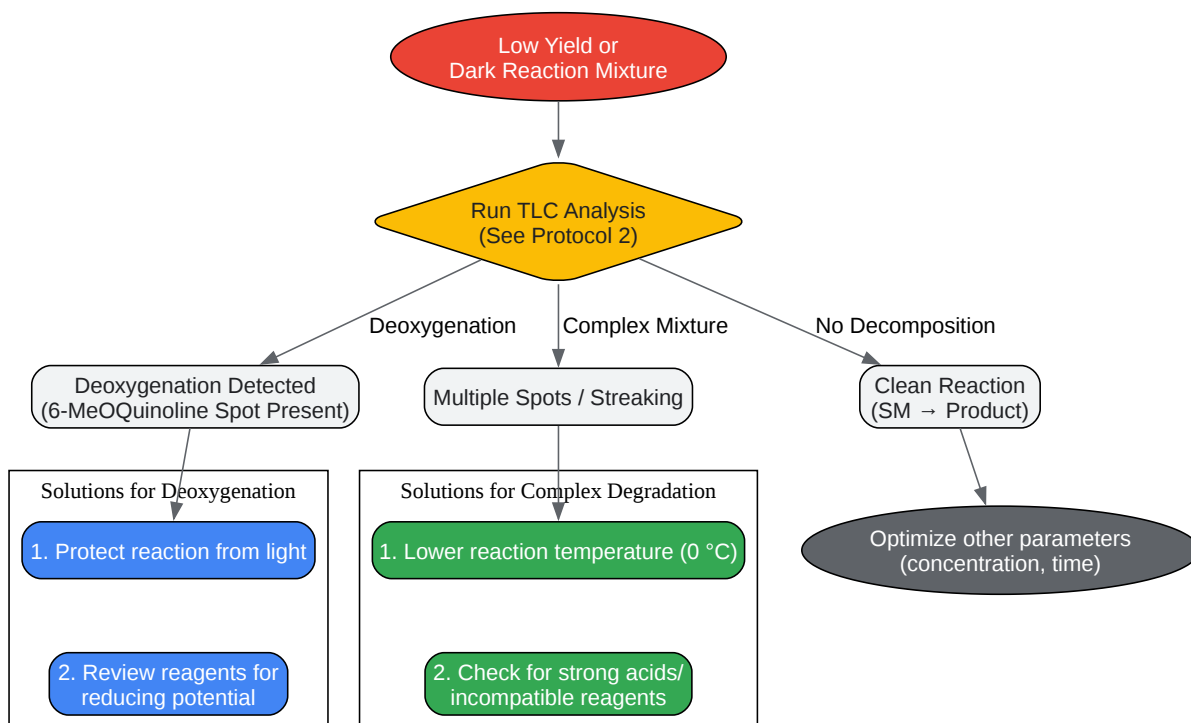 Low Yield or
Dark Reaction Mixture
Run TLC Analysis
(See Protocol 2)
Deoxygenation
Complex Mixture
No Decomposition
Deoxygenation Detected
(6-MeOQuinoline Spot Present)
Multiple Spots / Streaking
Clean Reaction
(SM → Product)
Solutions for Deoxygenation
1. Protect reaction from light
2. Review reagents for
reducing potential
Solutions for Complex Degradation
1. Lower reaction temperature (0 °C)
2. Check for strong acids/
incompatible reagents
Optimize other parameters
(concentration, time)